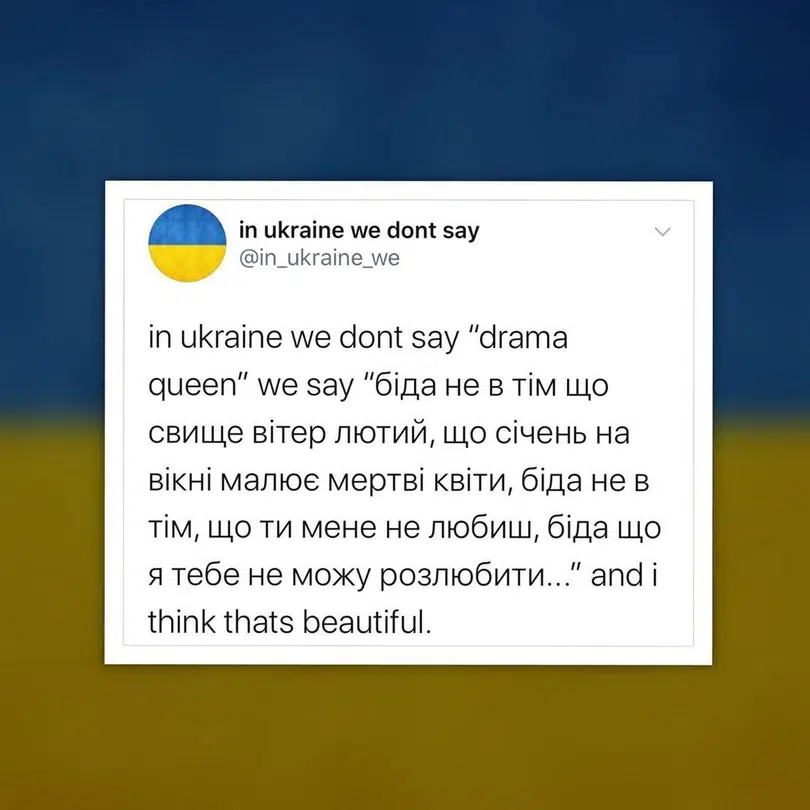 in ukraine we dont say
@in_ukraine_we
in ukraine we dont say “drama
queen” we say “біда не в тім що
свище вітер лютий, що січень на
вікні малює мертві квіти, біда не в
тім, що ти мене не любиш, біда що
я тебе не можу розлюбити...” and i
think thats beautiful.